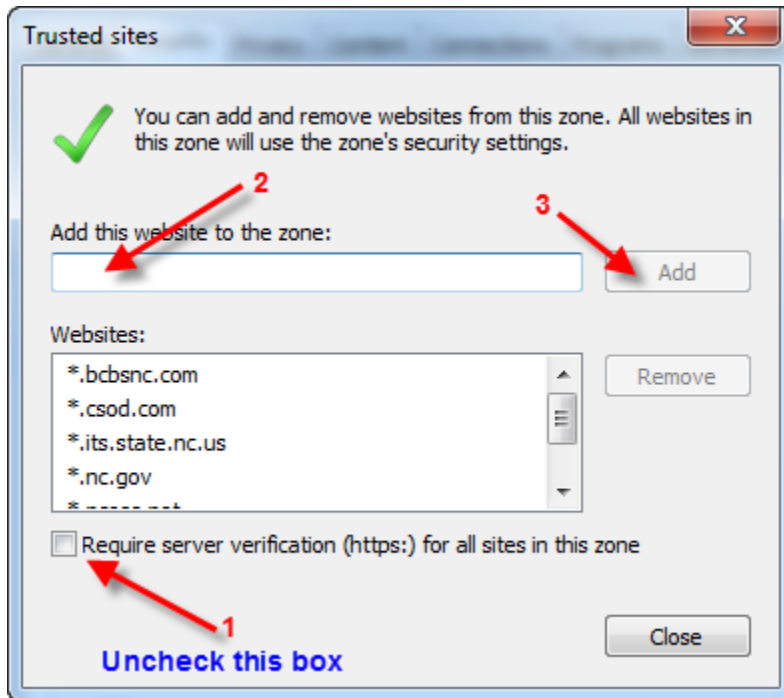 Trusted sites
You can add and remove websites from this zone. All websites in
this zone will use the zone's security settings.
2
3
Add this website to the zone:
Add
Websites:
*.bcbsnc.com
Remove
*.csod.com
*.its.state.nc.us
*.nc.gov
Require server verification (https:) for all sites in this zone
1
Uncheck this box
Close